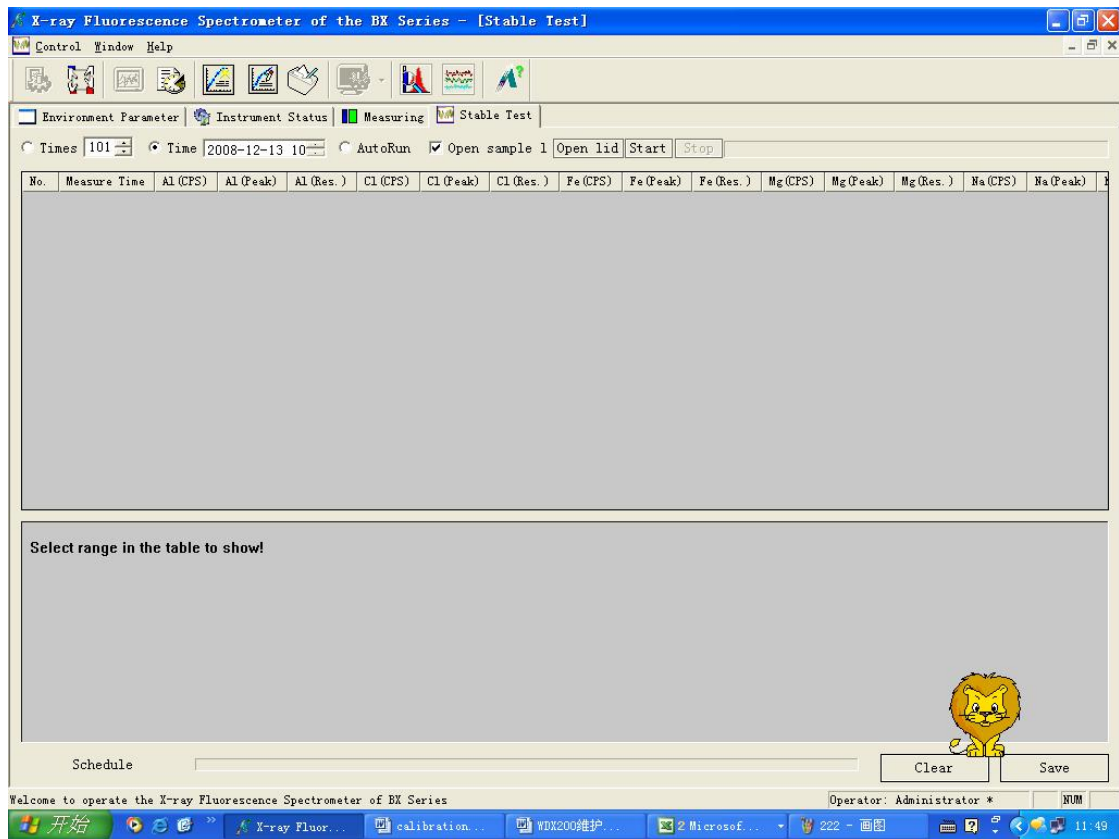 X-ray Fluorescence Spectrometer of the BX Series - [Stable Test]
Control Window Help
Environment Parameter Instrument Status Measuring Stable Test
Times 101 Time 2008-12-13 10 AutoRun Open sample l Open lid Start Stop
No. Measure Time Al(CPS) Al(Peak) Al(Res.) Cl(CPS) Cl(Peak) Cl(Res.) Fe(CPS) Fe(Peak) Fe(Res.) Mg(CPS) Mg(Peak) Mg(Res.) Na(CPS) Na(Peak)
Select range in the table to show!
Schedule Clear Save
Welcome to operate the X-ray Fluorescence Spectrometer of BX Series Operator: Administrator * NUM
开始 X-ray Fluor... calibration... WDX200维护... 2 Microsof... 222 - 画图 11:49